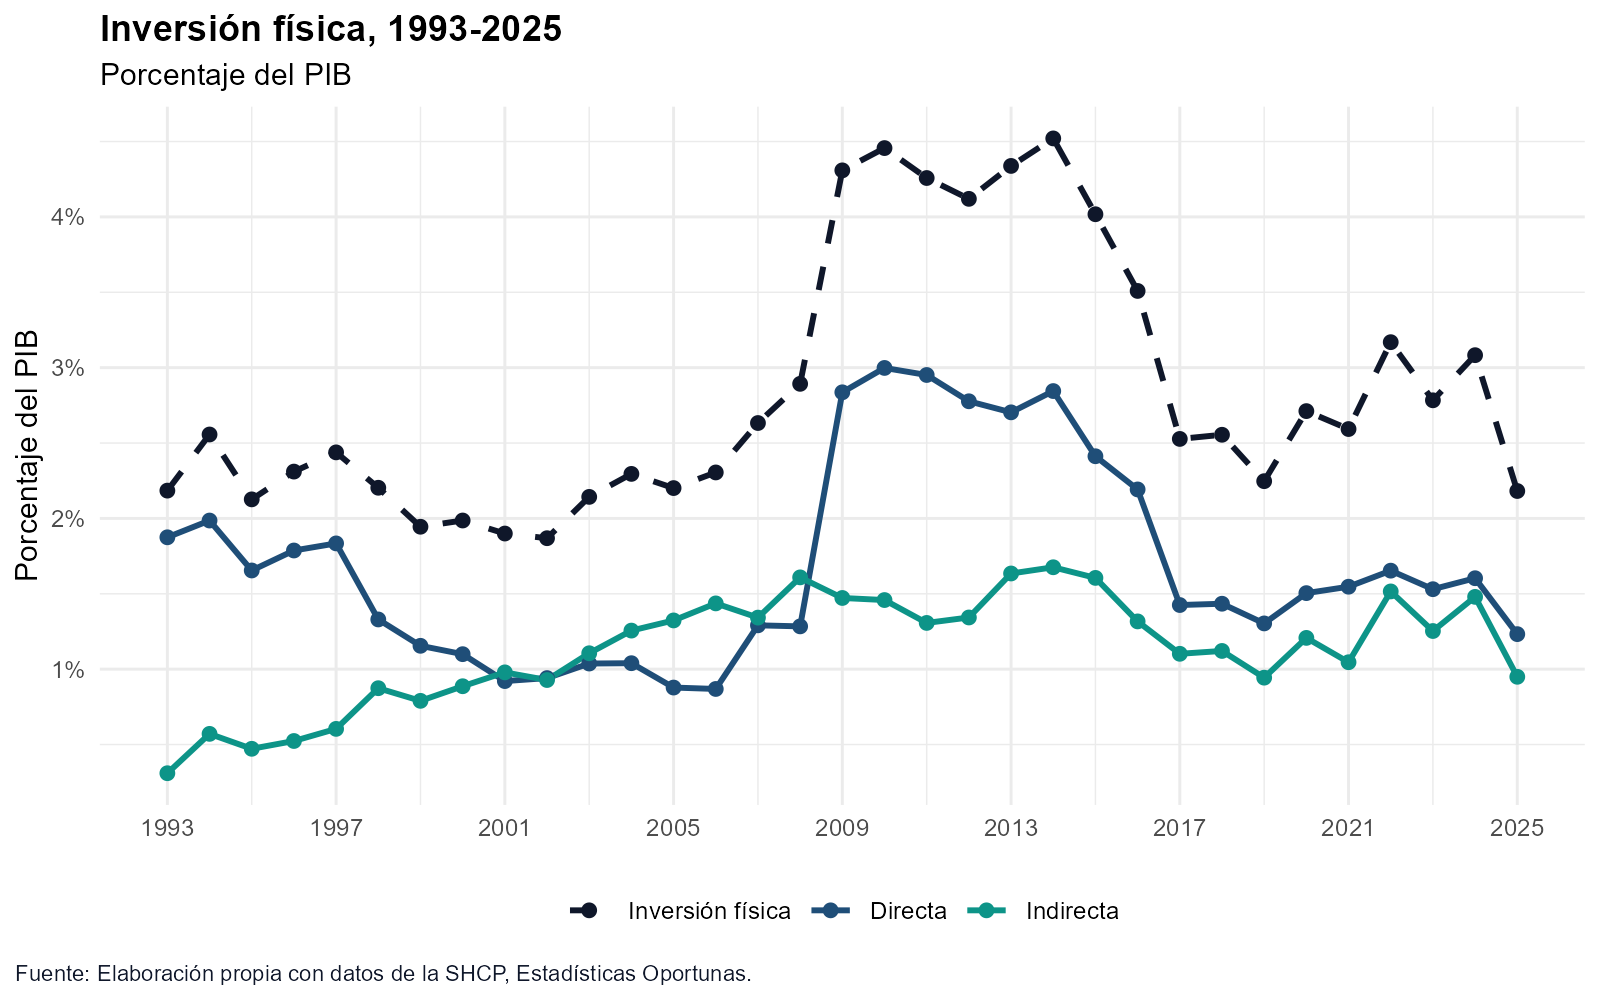 Inversión física, 1993-2025
Porcentaje del PIB
Porcentaje del PIB
4%
3%
2%
1%
1993 1997 2001 2005 2009 2013 2017 2021 2025
Inversión física Directa Indirecta
Fuente: Elaboración propia con datos de la SHCP, Estadísticas Oportunas.